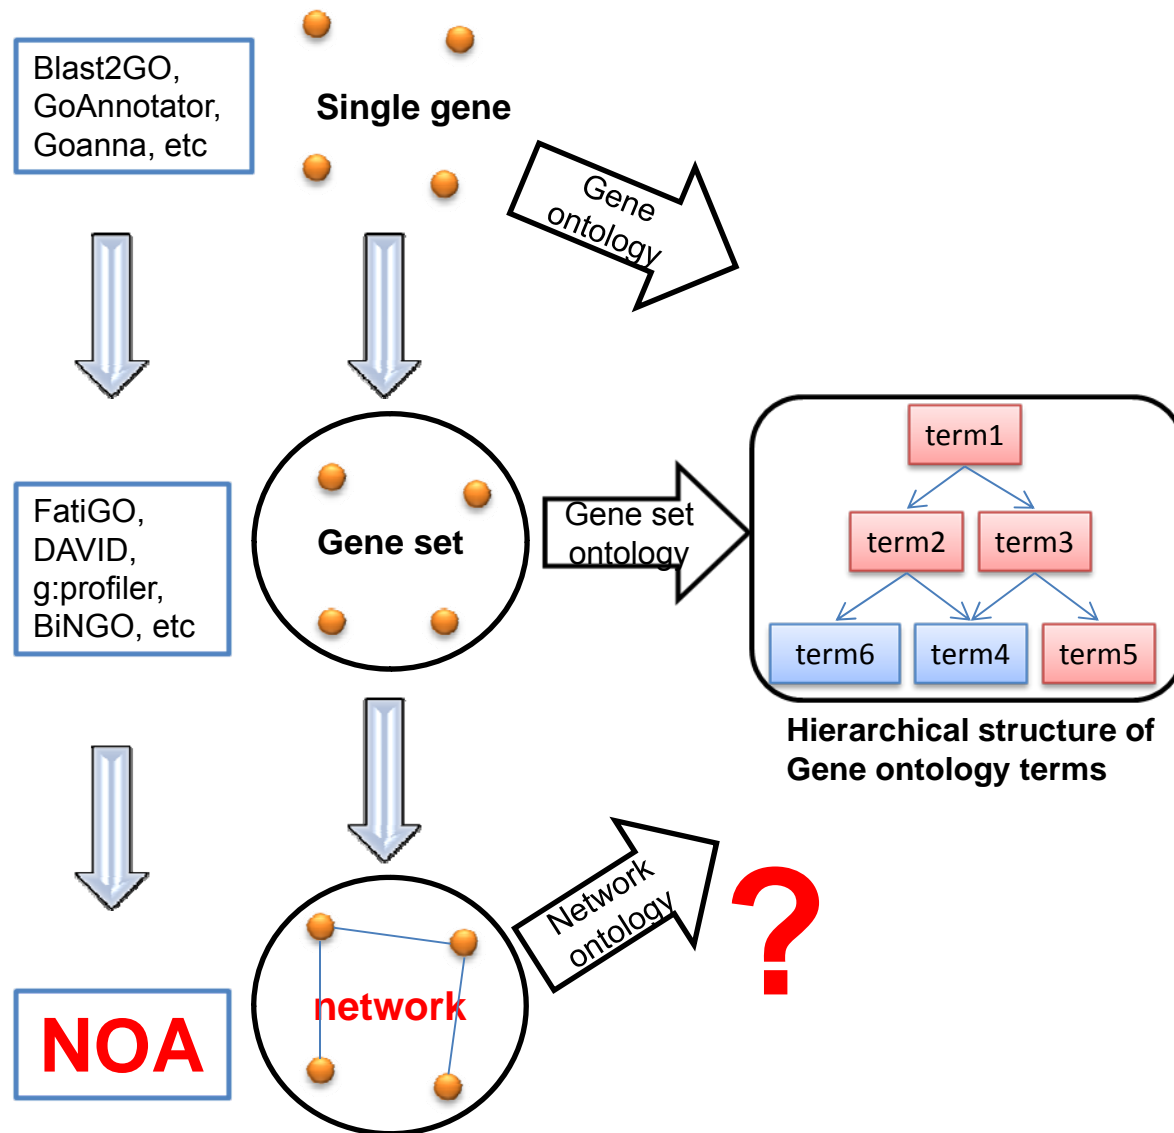 Blast2GO,
GoAnnotator,
Goanna, etc
Single gene
Gene
ontology
FatiGO,
DAVID,
g:profiler,
BiNGO, etc
Gene set
Gene set
ontology
term1
term2
term3
term6
term4
term5
Hierarchical structure of
Gene ontology terms
NOA
network
Network
ontology
?